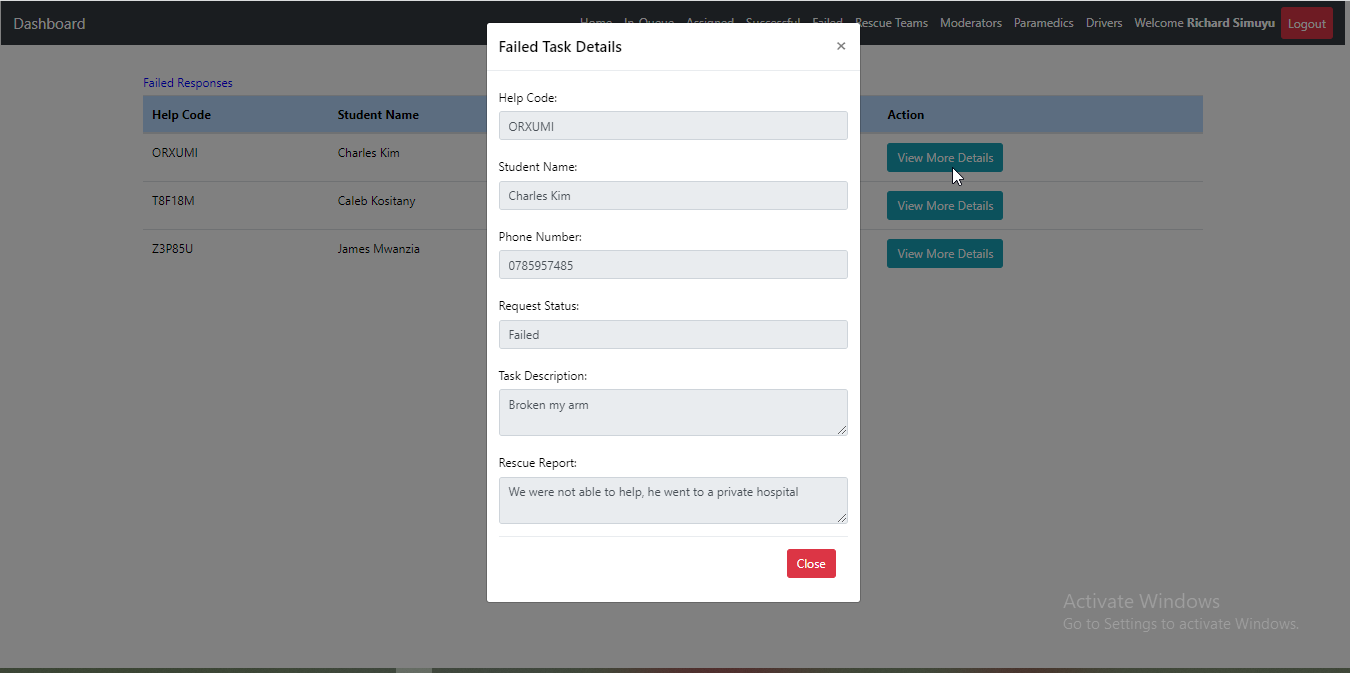 Dashboard
Home In-Queue Assigned Successful Failed Rescue Teams Moderators Paramedics Drivers Welcome Richard Simuyu Logout
Failed Task Details ×
Failed Responses
Help Code Student Name Action
ORXUMI Charles Kim View More Details
T8F18M Caleb Kositany View More Details
Z3P85U James Mwanzia View More Details
Help Code:
ORXUMI
Student Name:
Charles Kim
Phone Number:
0785957485
Request Status:
Failed
Task Description:
Broken my arm
Rescue Report:
We were not able to help, he went to a private hospital
Close
Activate Windows
Go to Settings to activate Windows.